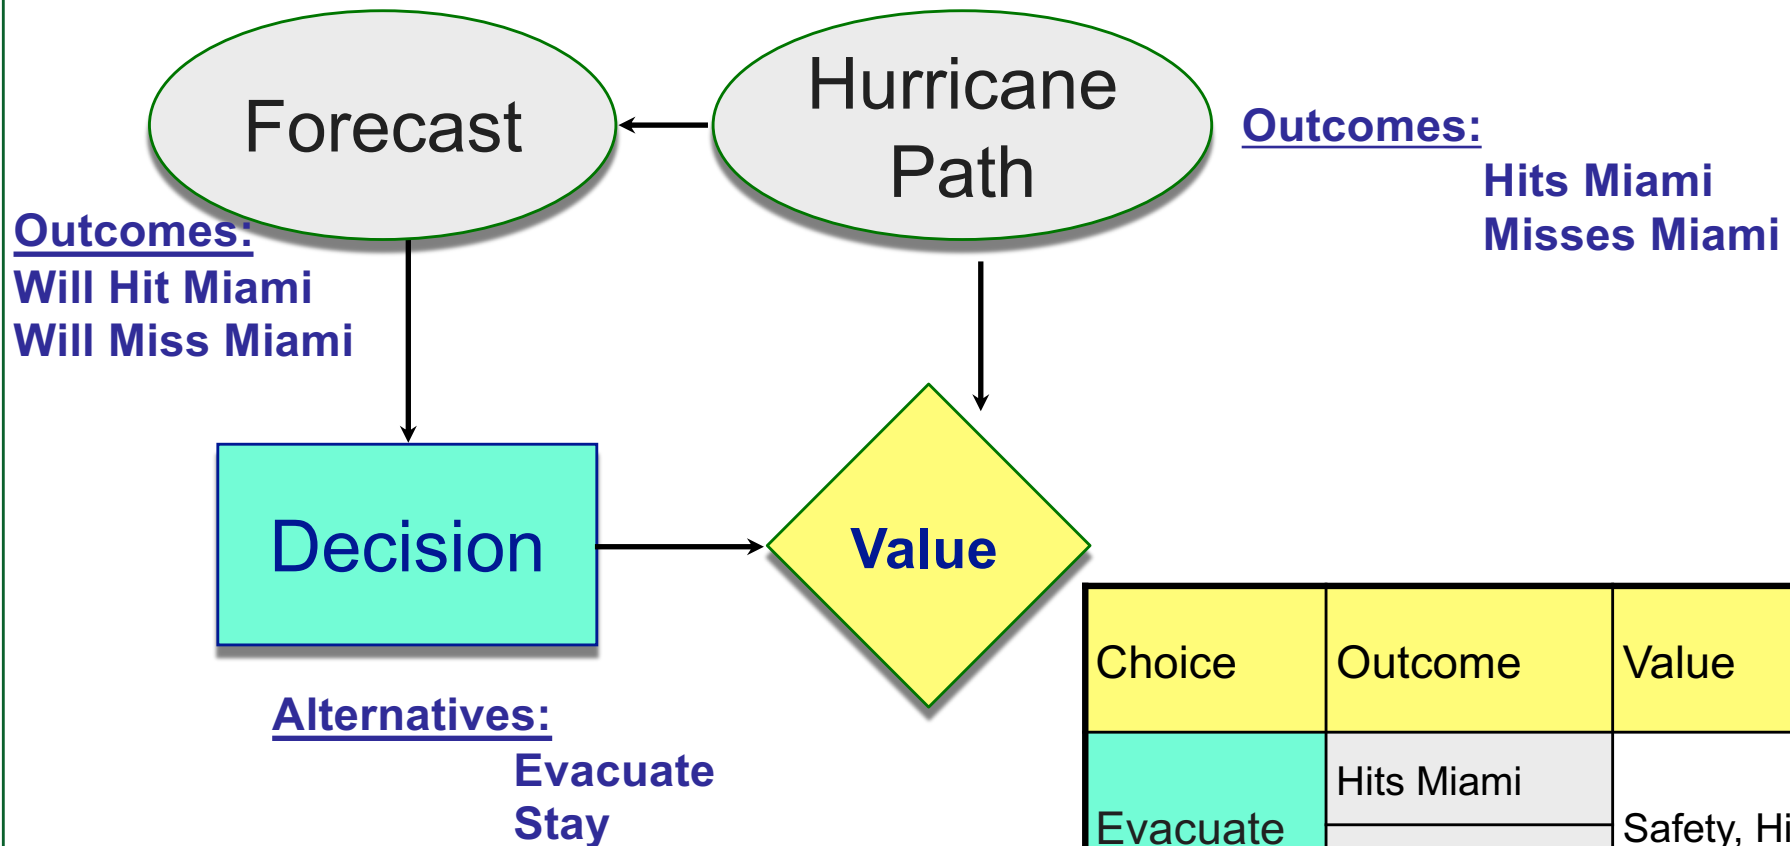 Forecast
Hurricane
Path
Outcomes:
Hits Miami
Misses Miami
Outcomes:
Will Hit Miami
Will Miss Miami
Decision
Value
Alternatives:
Evacuate
Stay
Choice Outcome Value
Hits Miami
Evacuate
Safety,